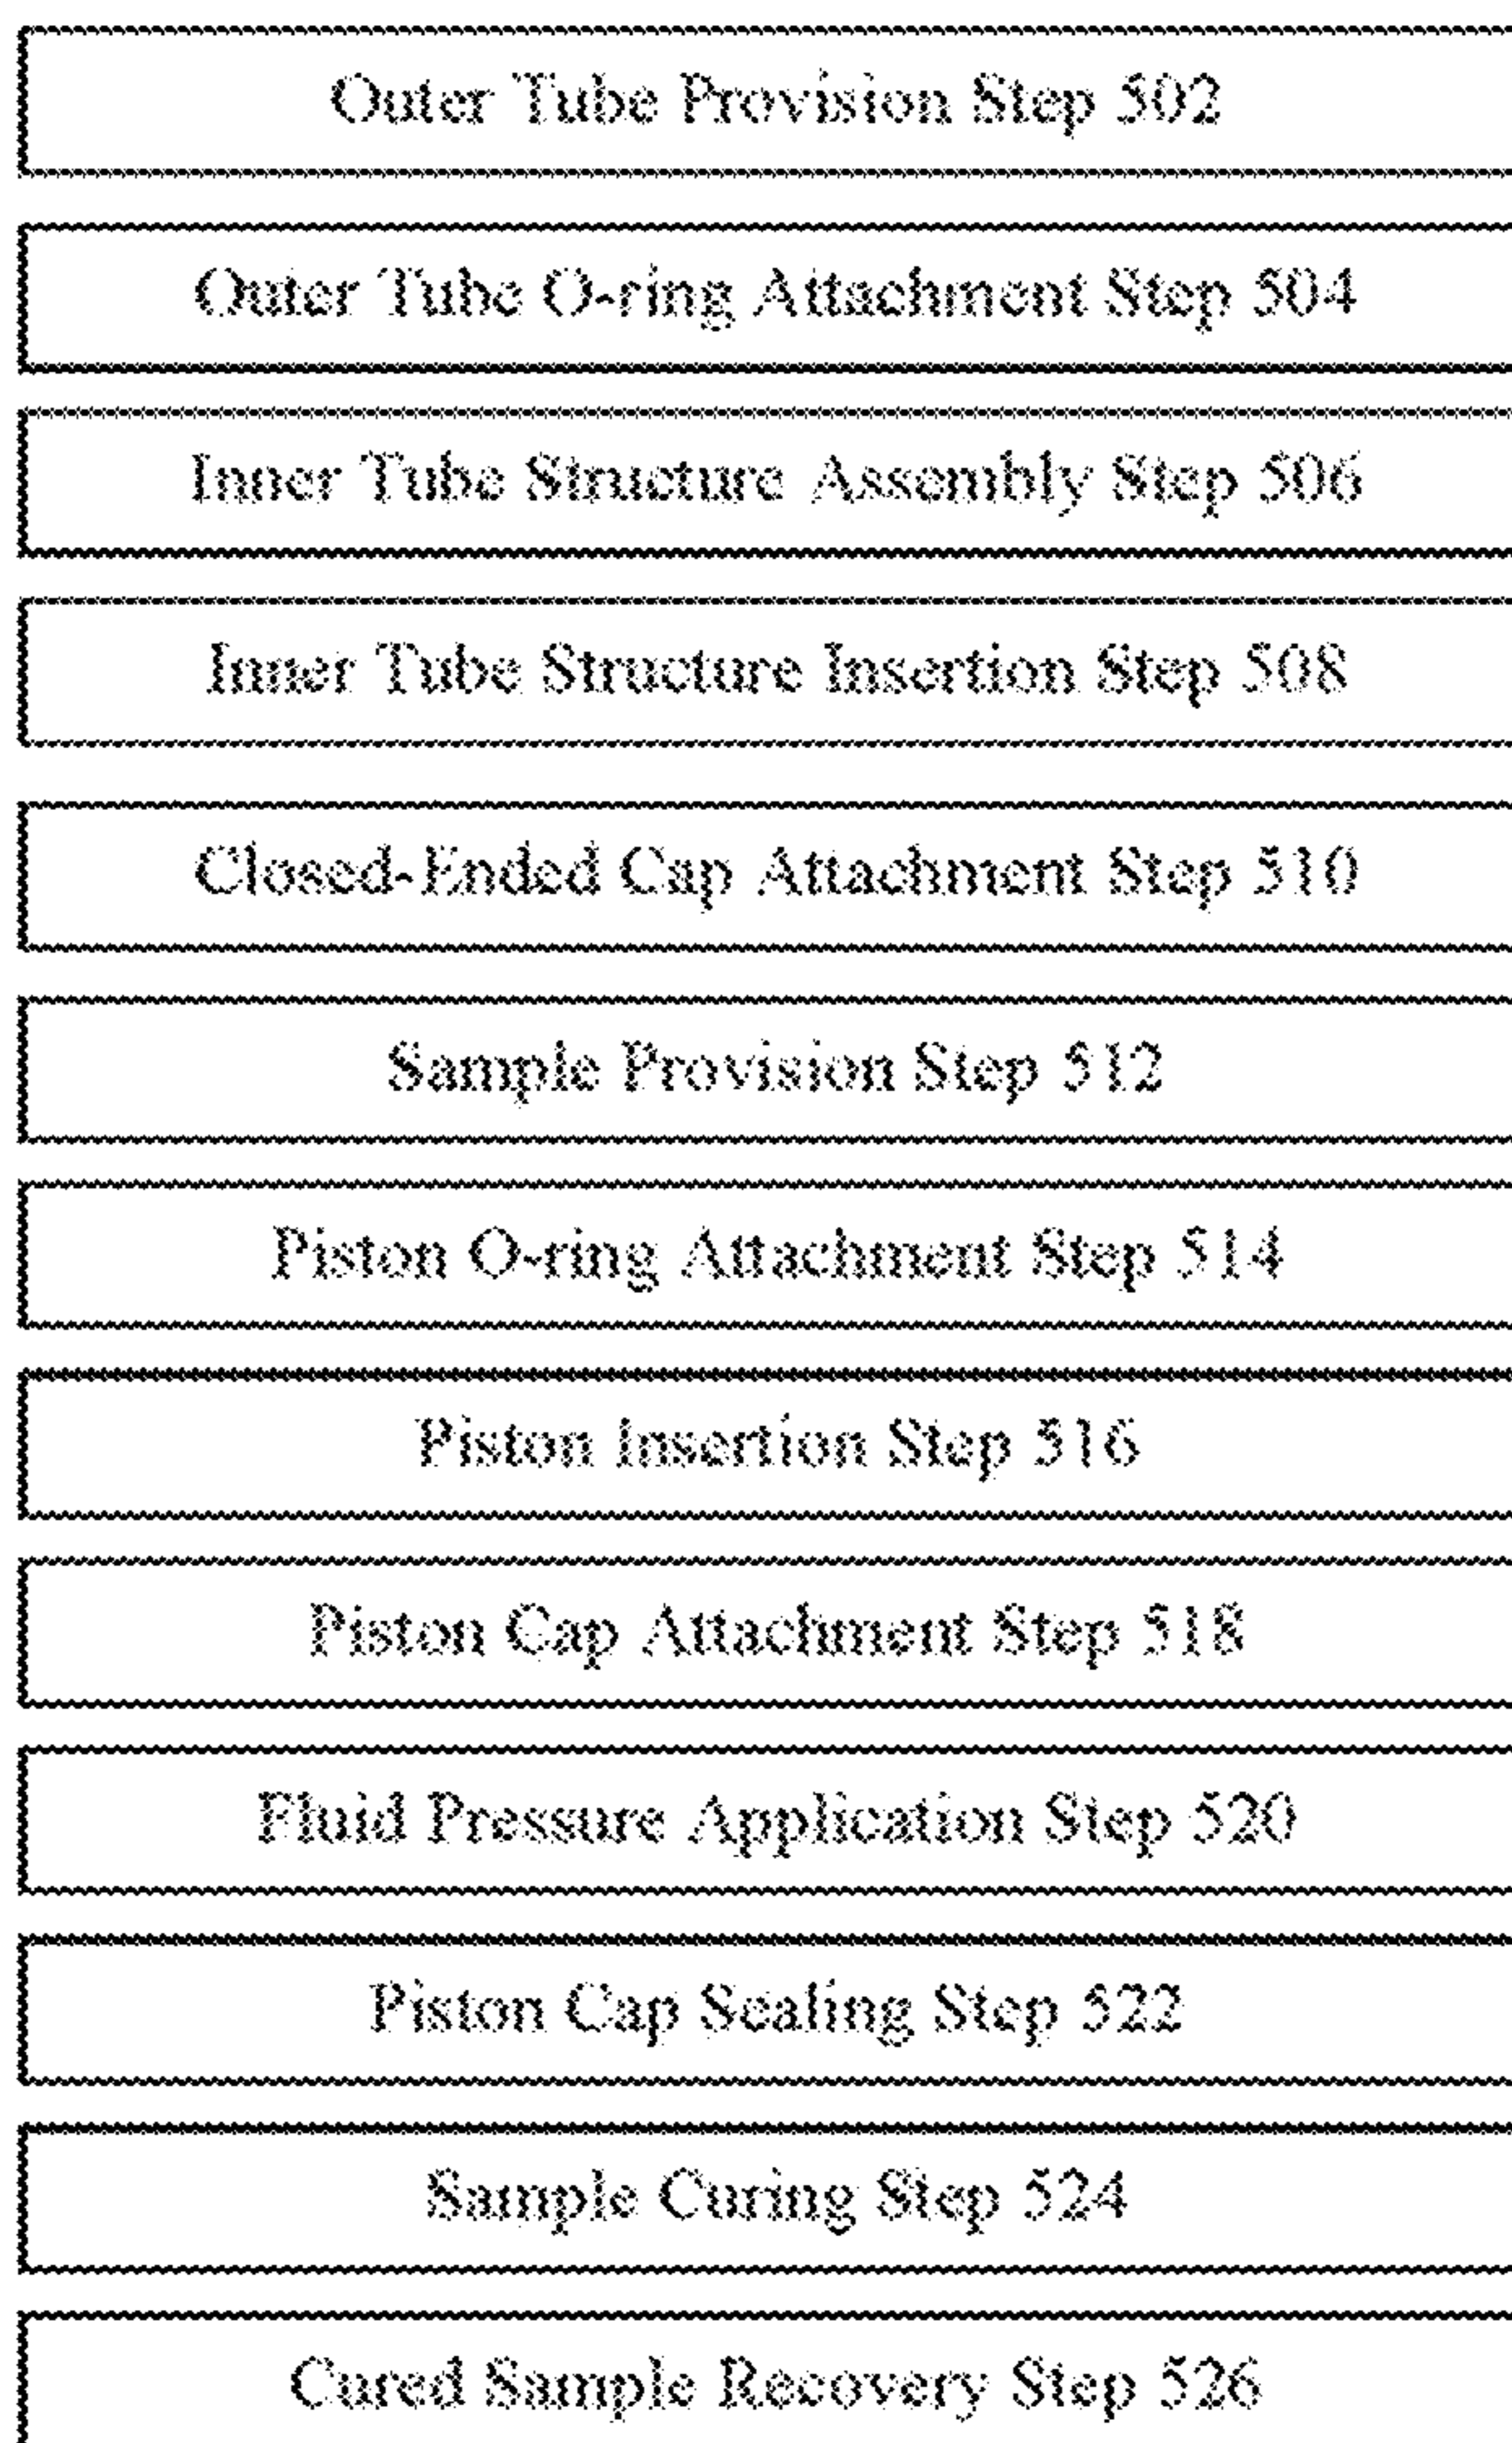 Outer Tube Provision Step 502
Outer Tube O-ring Attachment Step 504
Inner Tube Structure Assembly Step 506
Inner Tube Structure Insertion Step 508
Closed-Ended Cap Attachment Step 510
Sample Provision Step 512
Piston O-ring Attachment Step 514
Piston Insertion Step 516
Piston Cap Attachment Step 518
Fluid Pressure Application Step 520
Piston Cap Sealing Step 522
Sample Curing Step 524
Cured Sample Recovery Step 526